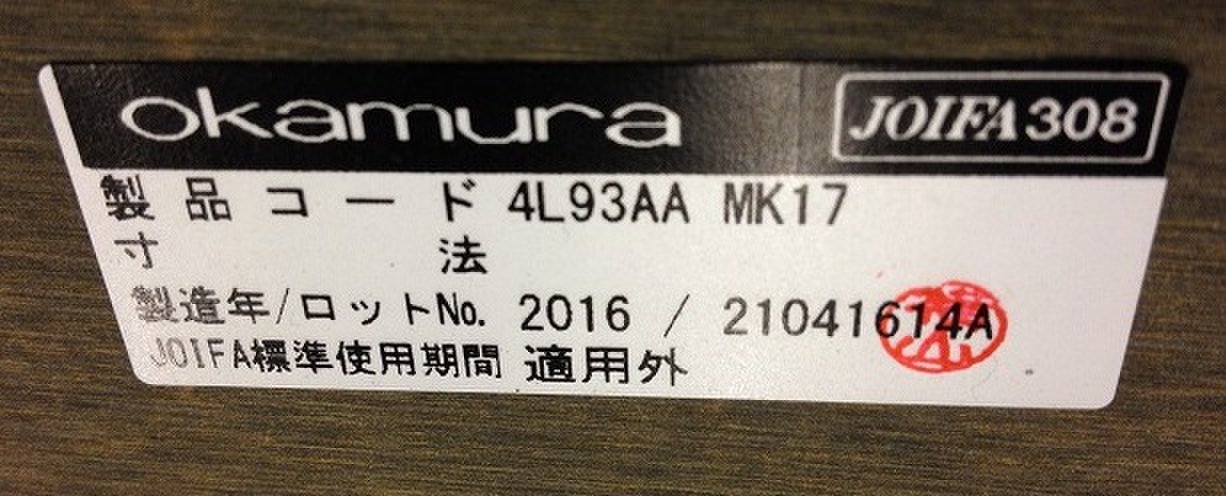 okamura
JOIFA308
製品コード 4L93AA MK17
寸法
製造年/ロットNo. 2016 / 21041614A
JOIFA標準使用期間 適用外